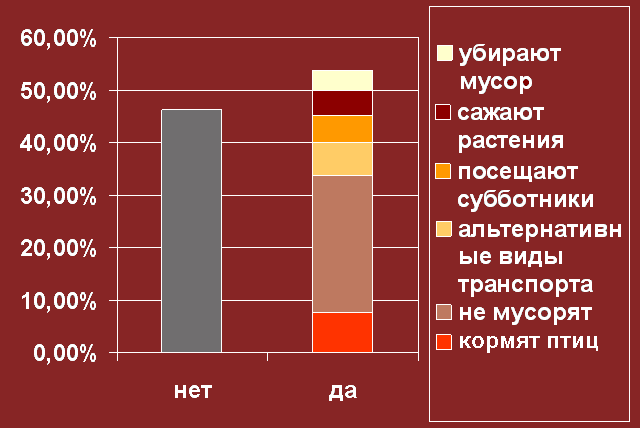 60,00%
50,00%
40,00%
30,00%
20,00%
10,00%
0,00%
нет
да
убирают
мусор
сажают
растения
посещают
субботники
альтернативн
ые виды
транспорта
не мусорят
кормят птиц